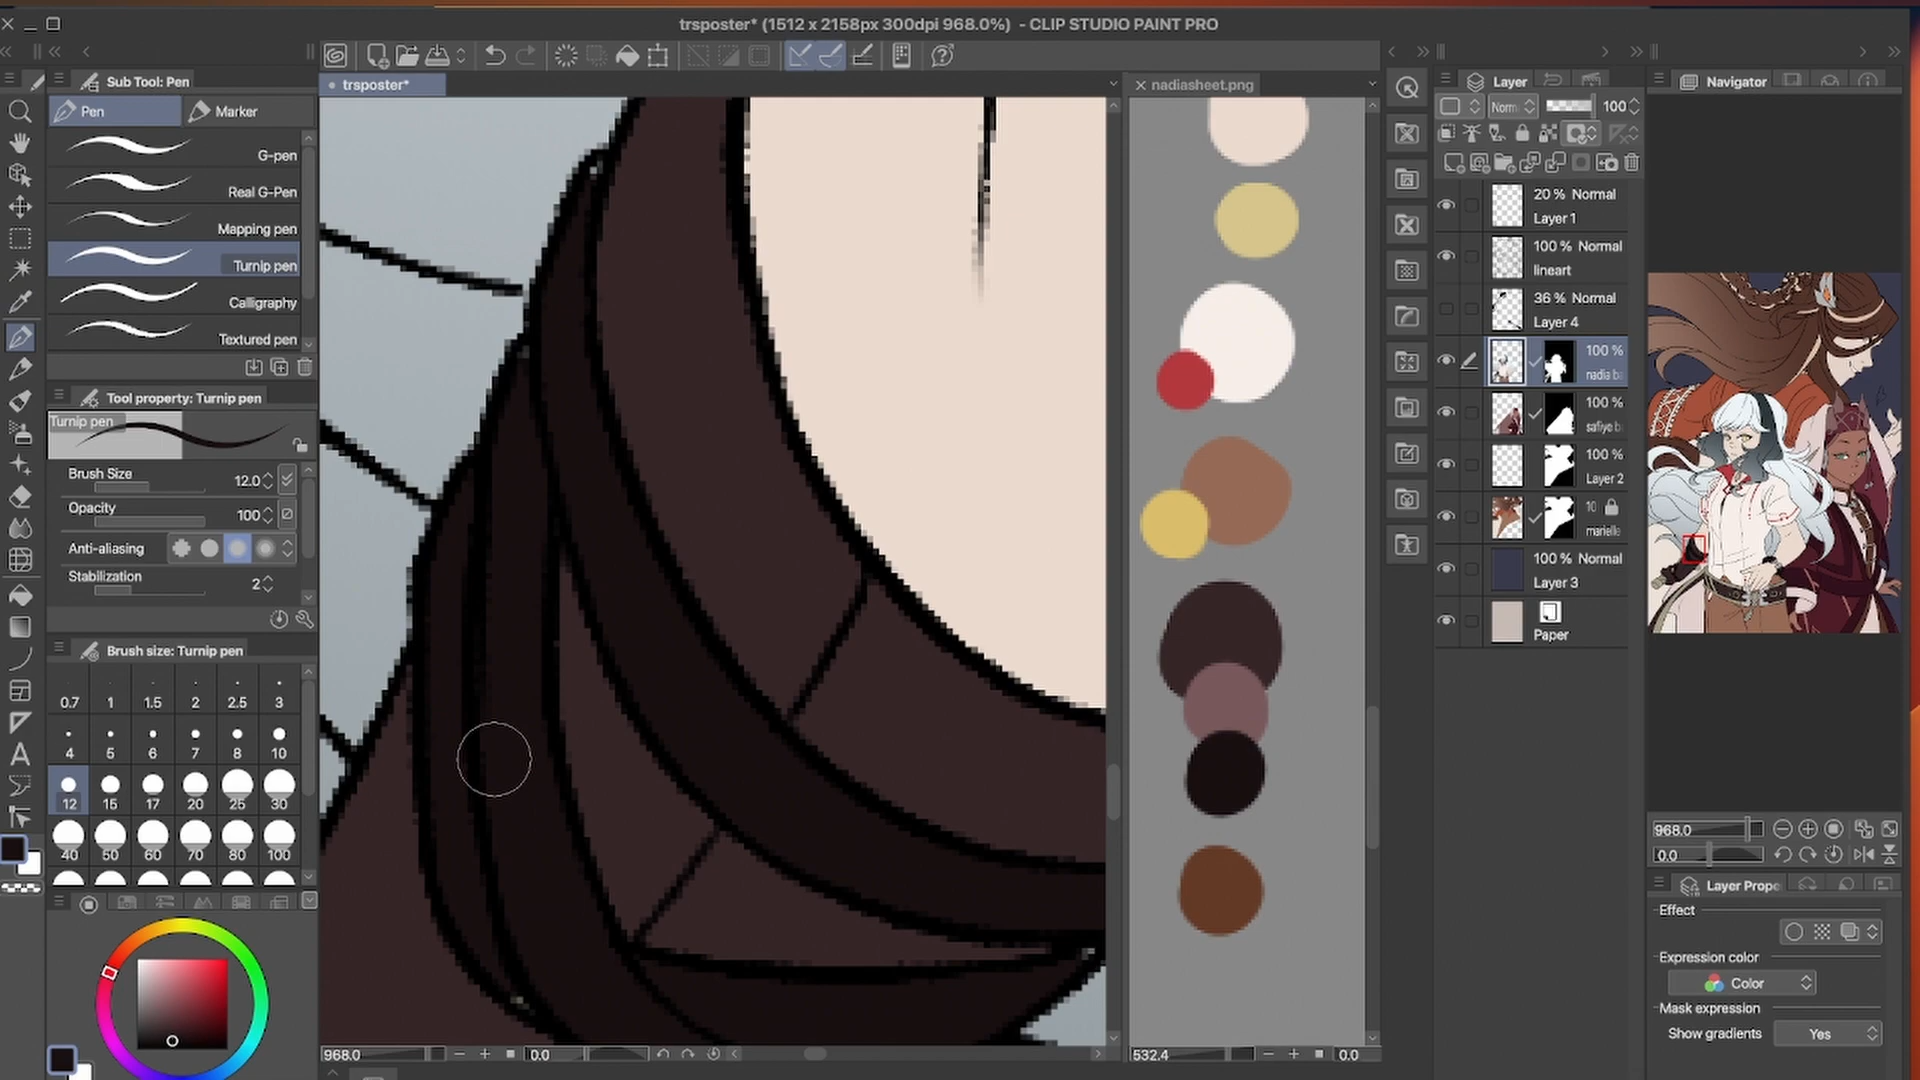 trsposter* (1512 x 2158px 300dpi 968.0%) - CLIP STUDIO PAINT PRO
Sub Tool: Pen
trsposter*
nadiasheet.png
Layer
Navigator
Pen
Marker
Norm
100
G-pen
Real G-Pen
Mapping pen
Turnip pen
Calligraphy
Textured pen
20 % Normal
Layer 1
100 % Normal
lineart
36 % Normal
Layer 4
100 %
nadia ba
100 %
safiye b
100 %
Layer 2
10
marielle
100 % Normal
Layer 3
Paper
Tool property: Turnip pen
Turnip pen
Brush Size
12.0
Opacity
100
Anti-aliasing
Stabilization
2
Brush size: Turnip pen
0.7 1 1.5 2 2.5 3
4 5 6 7 8 10
12 15 17 20 25 30
40 50 60 70 80 100
968.0
0.0
532.4
0.0
968.0
0.0
Layer Prope
Effect
Expression color
Color
Mask expression
Show gradients
Yes